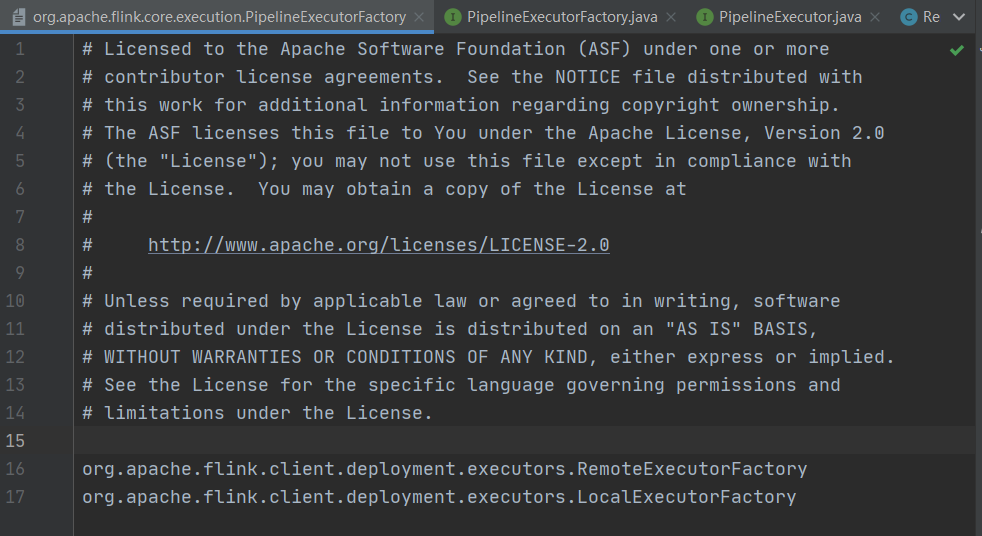 org.apache.flink.core.execution.PipelineExecutorFactory PipelineExecutorFactory.java PipelineExecutor.java Re
1 # Licensed to the Apache Software Foundation (ASF) under one or more
2 # contributor license agreements.  See the NOTICE file distributed with
3 # this work for additional information regarding copyright ownership.
4 # The ASF licenses this file to You under the Apache License, Version 2.0
5 # (the "License"); you may not use this file except in compliance with
6 # the License.  You may obtain a copy of the License at
7 #
8 #     http://www.apache.org/licenses/LICENSE-2.0
9 #
10 # Unless required by applicable law or agreed to in writing, software
11 # distributed under the License is distributed on an "AS IS" BASIS,
12 # WITHOUT WARRANTIES OR CONDITIONS OF ANY KIND, either express or implied.
13 # See the License for the specific language governing permissions and
14 # limitations under the License.
15
16 org.apache.flink.client.deployment.executors.RemoteExecutorFactory
17 org.apache.flink.client.deployment.executors.LocalExecutorFactory